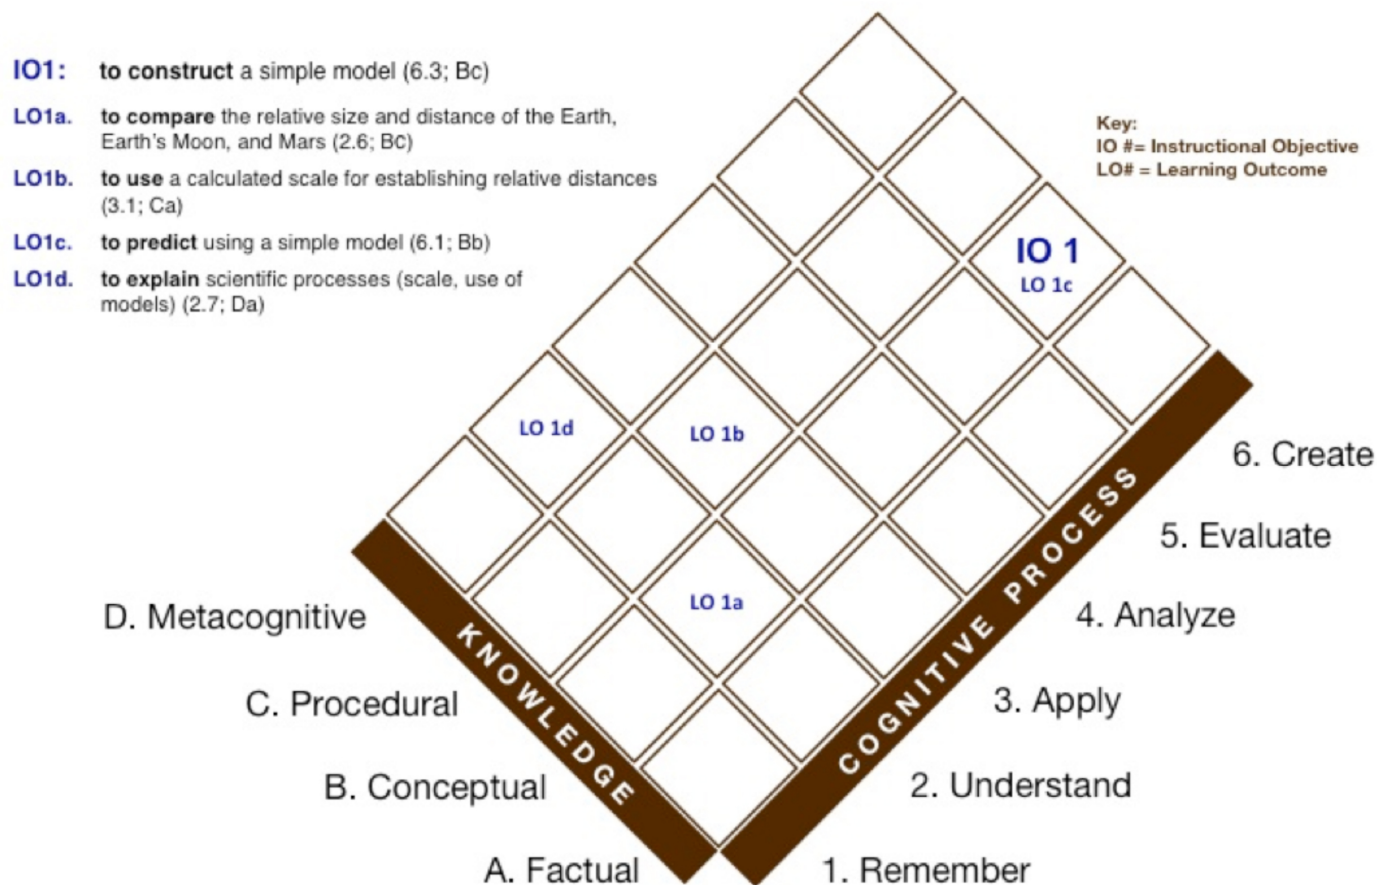 IO1: to construct a simple model (6.3; Bc)
LO1a. to compare the relative size and distance of the Earth,
Earth's Moon, and Mars (2.6; Bc)
LO1b. to use a calculated scale for establishing relative distances
(3.1; Ca)
LO1c. to predict using a simple model (6.1; Bb)
LO1d. to explain scientific processes (scale, use of
models) (2.7; Da)
Key:
IO #= Instructional Objective
LO# = Learning Outcome
IO 1
LO 1c
LO 1d
LO 1b
LO 1a
KNOWLEDGE
D. Metacognitive
C. Procedural
B. Conceptual
A. Factual
COGNITIVE PROCESS
6. Create
5. Evaluate
4. Analyze
3. Apply
2. Understand
1. Remember